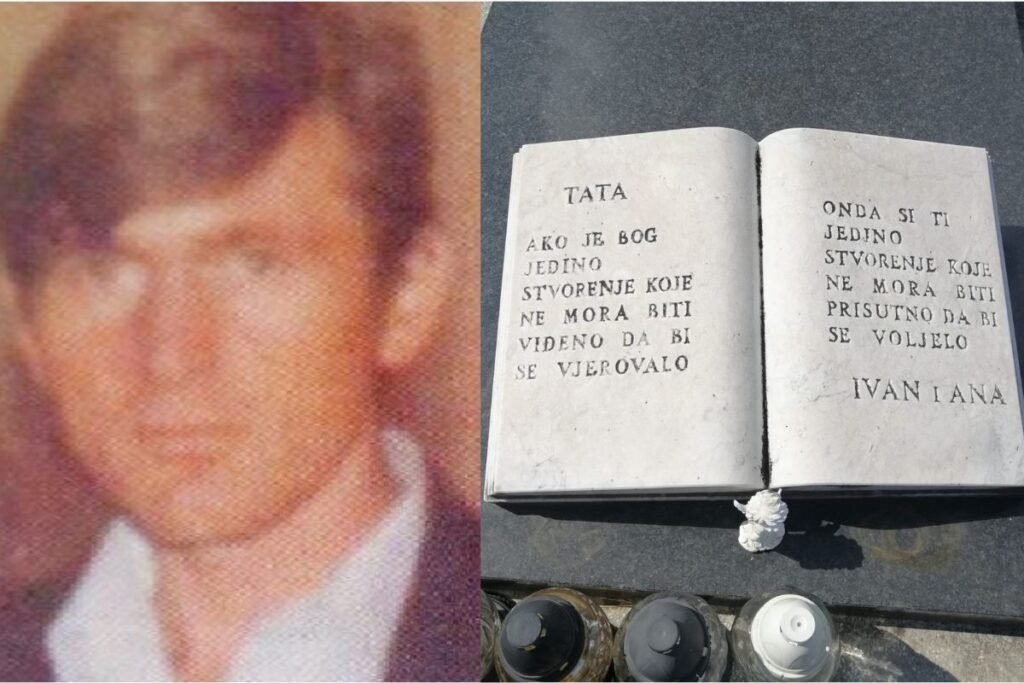 TATA
AKO JE BOG
JEDINO
STVORENJE KOJE
NE MORA BITI
VIĐENO DA BI
SE VJEROVALO
ONDA SI TI
JEDINO
STVORENJE KOJE
NE MORA BITI
PRISUTNO DA BI
SE VOLJELO
IVAN I ANA